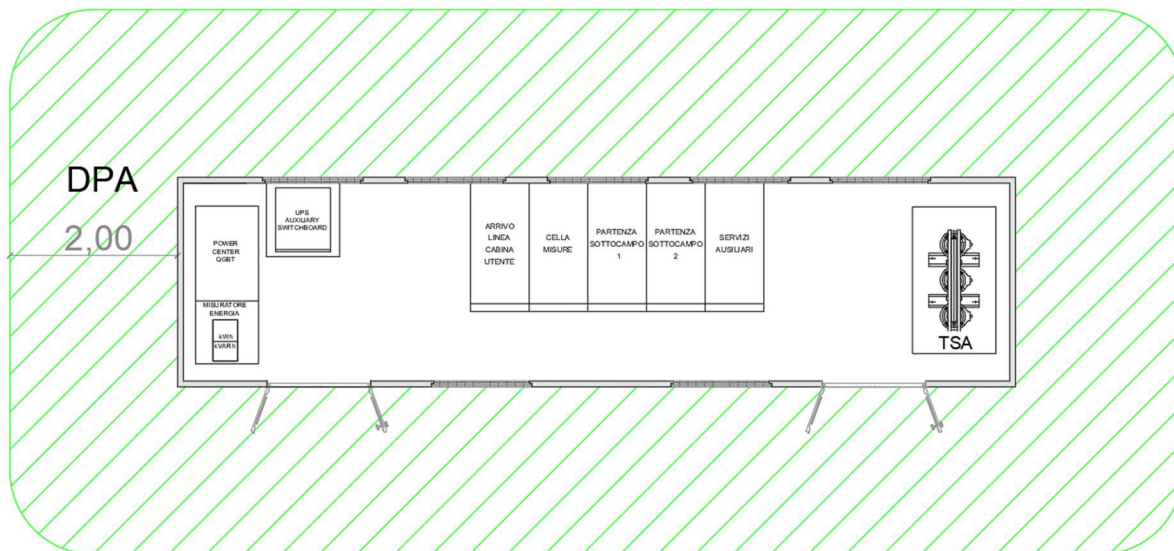 DPA
2,00
POWER
CENTER
QGBT
MISURATORE
ENERGIA
kWh
kVARh
UPS
AUXILIARY
SWITCHBOARD
ARRIVO
LINEA
CABINA
UTENTE
CELLA
MISURE
PARTENZA
SOTTOCAMPO
1
PARTENZA
SOTTOCAMPO
2
SERVIZI
AUSILIARI
TSA